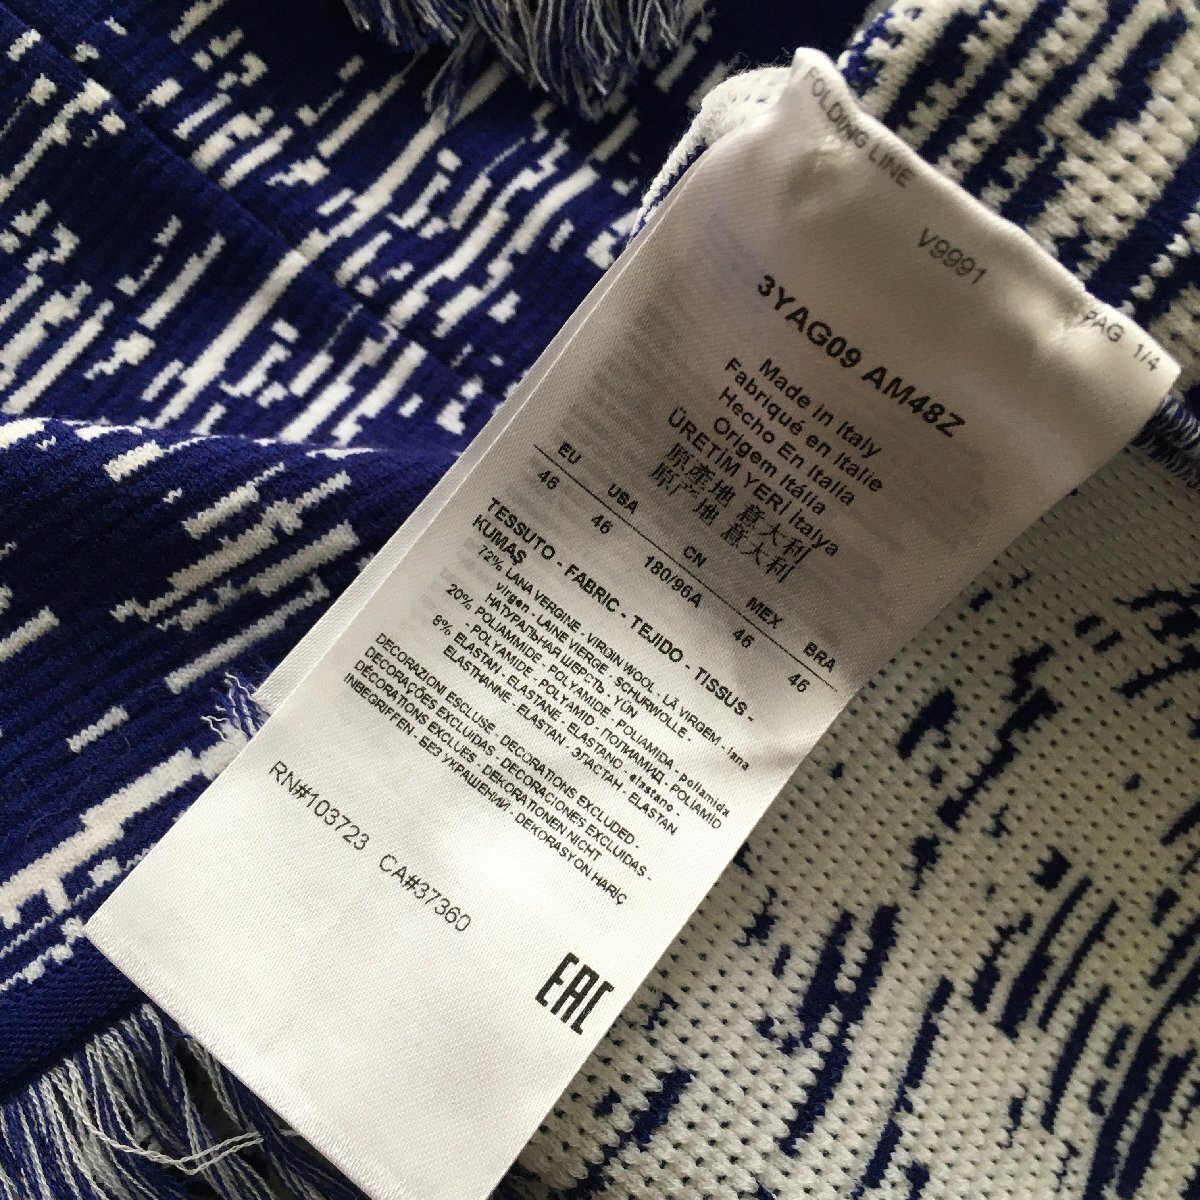 FOLDING LINE
V9991
PAG 1/4
3YAG09 AM48Z
Made in Italy
Fabriqué en Italie
Hecho En Italia
Origem Itália
ÜRETİM YERİ Italya
原產地 意大利
原产地 意大利
EU USA CN MEX BRA
46 46 180/96A 46 46
TESSUTO - FABRIC - TEJIDO - TISSUS -
KUMAŞ
72% LANA VERGINE - VIRGIN WOOL - LÃ VIRGEM - lana
virgen - LAINE VIERGE - SCHURWOLLE -
НАТУРАЛЬНАЯ ШЕРСТЬ - YÜN
20% POLIAMMIDE - POLYAMIDE - POLIAMIDA - poliamida
- POLYAMIDE - POLYAMID - ПОЛИАМИД - POLİAMİD
8% ELASTAN - ELASTANE - ELASTANO - elastano -
ELASTHANNE - ELASTAN - ЭЛАСТАН - ELASTAN
DECORAZIONI ESCLUSE - DECORATIONS EXCLUDED -
DECORAÇÕES EXCLUÍDAS - DECORACIONES EXCLUIDAS -
DÉCORATIONS EXCLUES - DEKORATIONEN NICHT
INBEGRIFFEN - БЕЗ УКРАШЕНИЙ - DEKORASYON HARİÇ
RN#103723 CA#37360
EAC